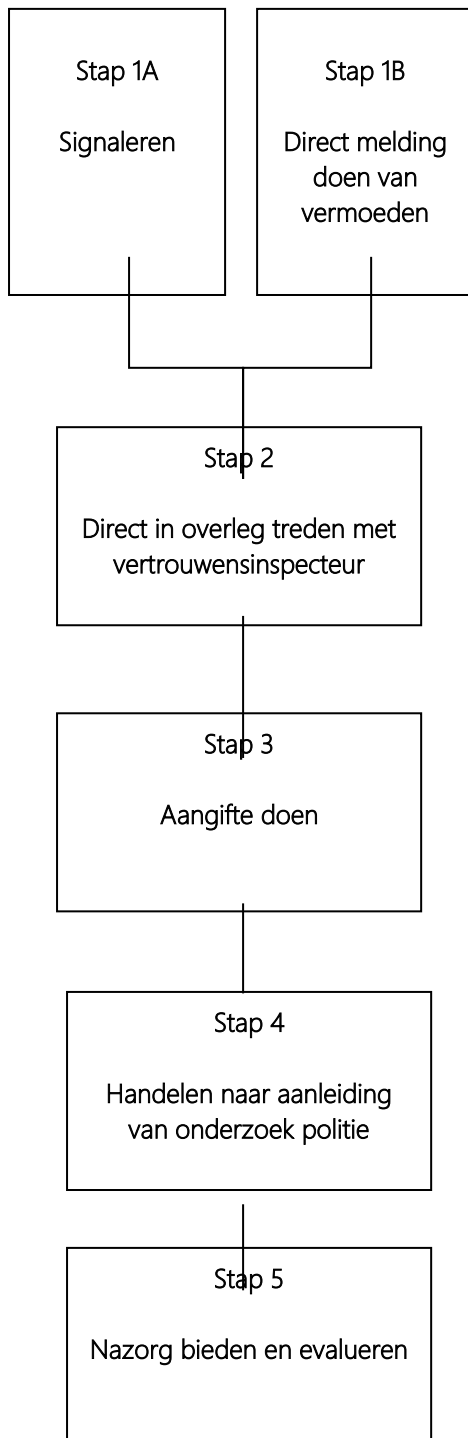 Stap 1A
Signaleren
Stap 1B
Direct melding
doen van
vermoeden
Stap 2
Direct in overleg treden met
vertrouwensinspecteur
Stap 3
Aangifte doen
Stap 4
Handelen naar aanleiding
van onderzoek politie
Stap 5
Nazorg bieden en evalueren